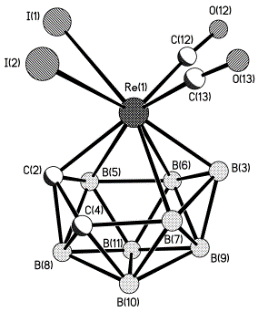 I(1)
O(12)
I(2)
C(12)
O(13)
Re(1)
C(13)
C(2)
B(5)
B(6)
B(3)
C(4)
B(11)
B(7)
B(8)
B(9)
B(10)